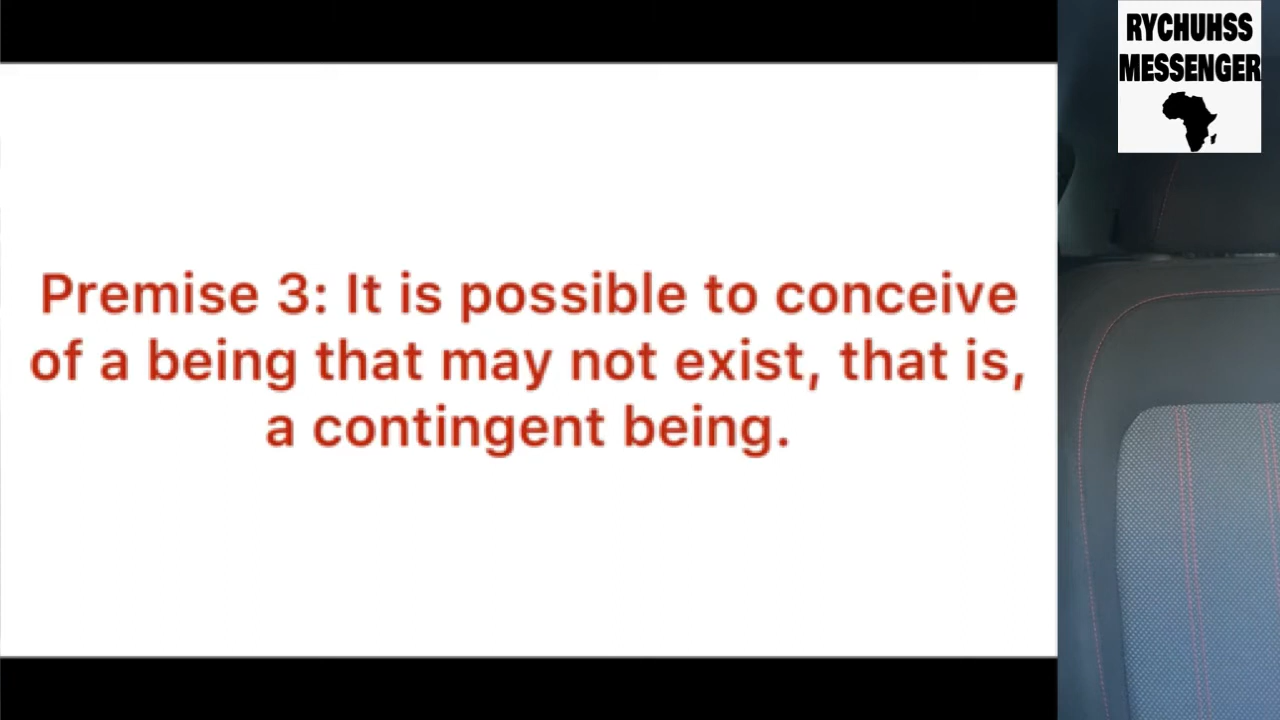 RYCHUHSS
MESSENGER
Premise 3: It is possible to conceive
of a being that may not exist, that is,
a contingent being.